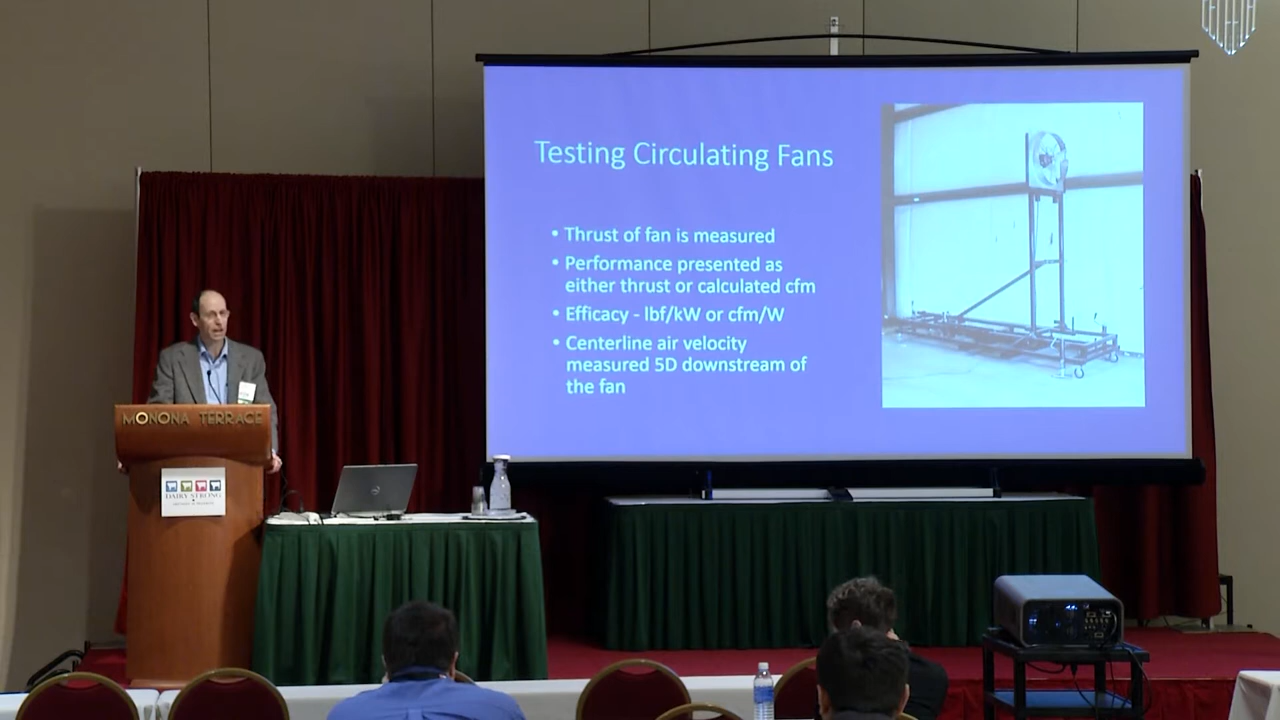 Testing Circulating Fans
• Thrust of fan is measured
• Performance presented as
either thrust or calculated cfm
• Efficacy - lbf/kW or cfm/W
• Centerline air velocity
measured 5D downstream of
the fan
MONONA TERRACE
DAIRY STRONG